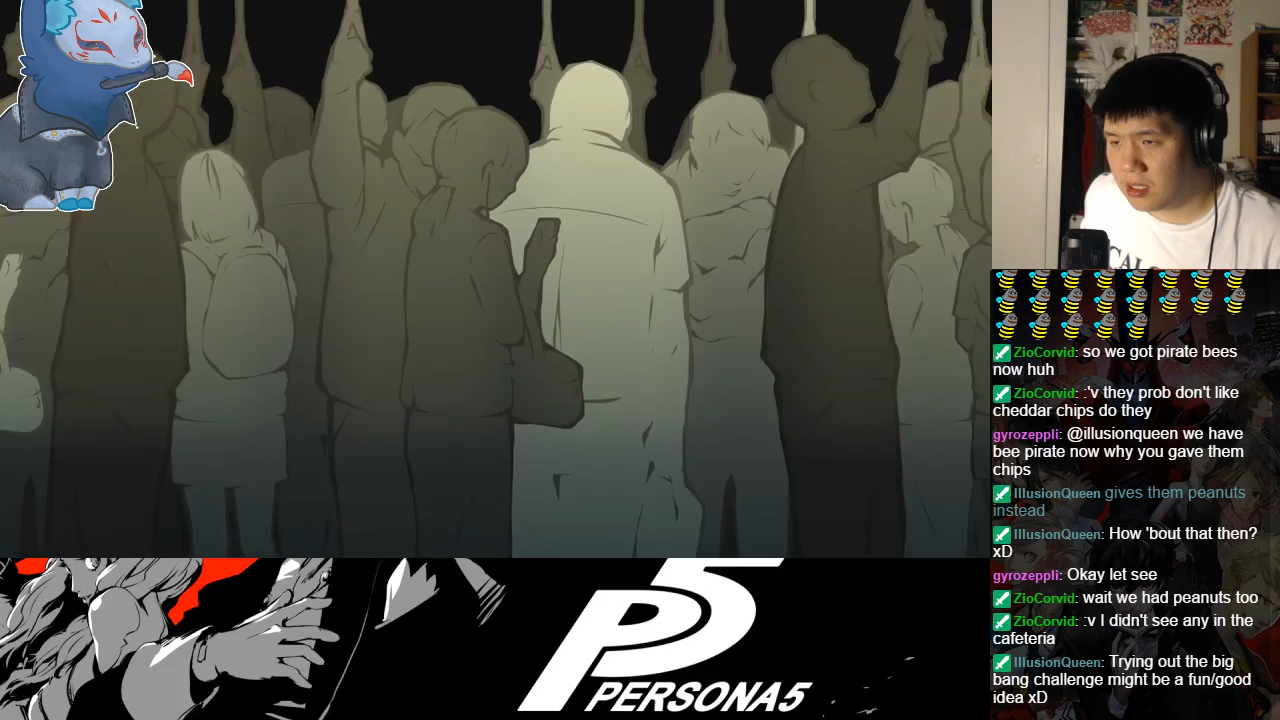 CAL
ZioCorvid: so we got pirate bees
now huh
ZioCorvid: :'v they prob don't like
cheddar chips do they
gyrozeppli: @illusionqueen we have
bee pirate now why you gave them
chips
IllusionQueen gives them peanuts
instead
IllusionQueen: How 'bout that then?
xD
gyrozeppli: Okay let see
ZioCorvid: wait we had peanuts too
ZioCorvid: :v I didn't see any in the
cafeteria
IllusionQueen: Trying out the big
bang challenge might be a fun/good
idea xD
P5
PERSONA5